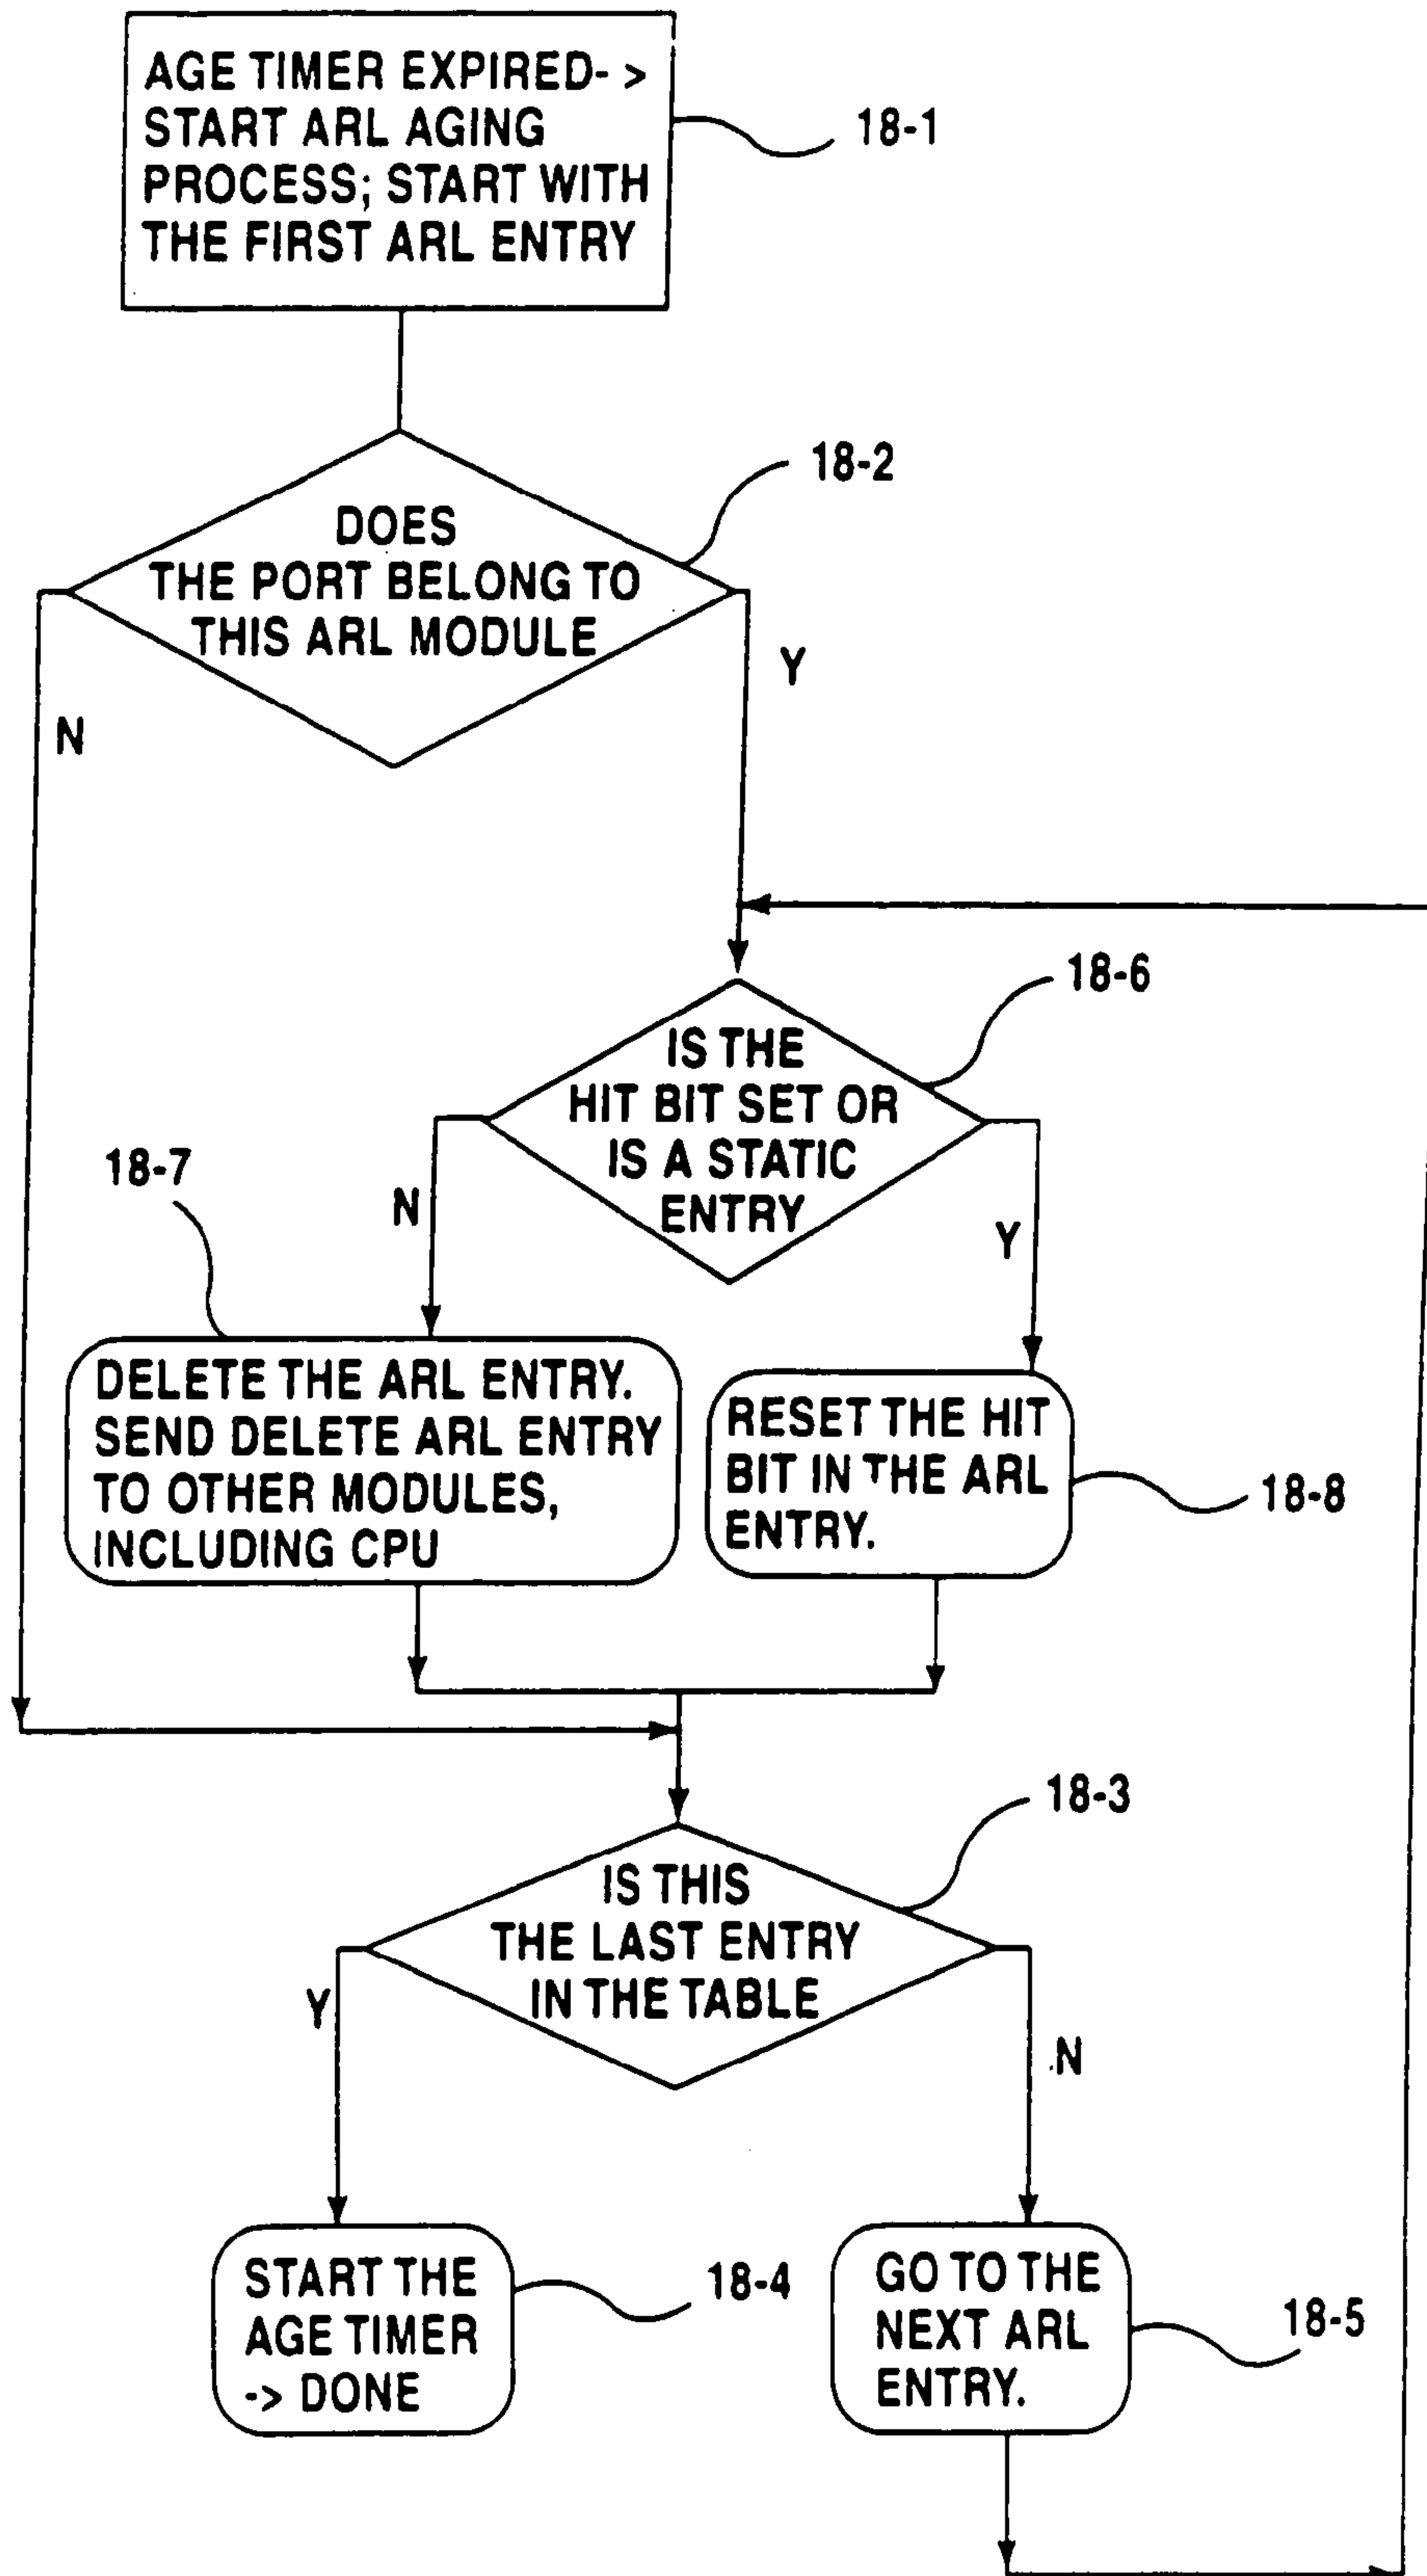 AGE TIMER EXPIRED- >
START ARL AGING
PROCESS; START WITH
THE FIRST ARL ENTRY
18-1
18-2
DOES
THE PORT BELONG TO
THIS ARL MODULE
Y
N
18-6
IS THE
HIT BIT SET OR
IS A STATIC
ENTRY
18-7
N
Y
DELETE THE ARL ENTRY.
SEND DELETE ARL ENTRY
TO OTHER MODULES,
INCLUDING CPU
RESET THE HIT
BIT IN THE ARL
ENTRY.
18-8
18-3
IS THIS
THE LAST ENTRY
IN THE TABLE
Y
N
START THE
AGE TIMER
-> DONE
18-4
GO TO THE
NEXT ARL
ENTRY.
18-5